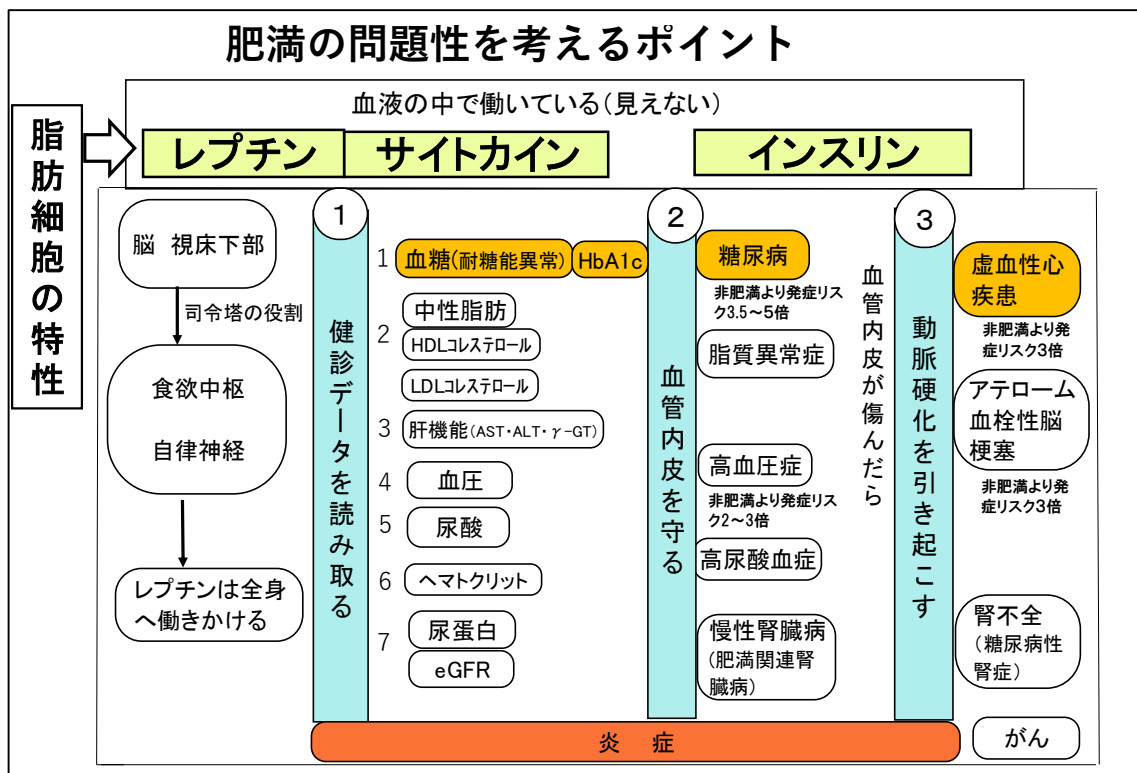 肥満の問題性を考えるポイント
脂肪細胞の特性
血液の中で働いている(見えない)
レプチン
サイトカイン
インスリン
脳 視床下部
司令塔の役割
食欲中枢
自律神経
レプチンは全身
へ働きかける
1
健診データを読み取る
1
血糖(耐糖能異常)
HbA1c
2
中性脂肪
HDLコレステロール
LDLコレステロール
3
肝機能(AST・ALT・γ-GT)
4
血圧
5
尿酸
6
ヘマトクリット
7
尿蛋白
eGFR
2
血管内皮を守る
糖尿病
非肥満より発症リス
ク3.5~5倍
脂質異常症
高血圧症
非肥満より発症リス
ク2~3倍
高尿酸血症
慢性腎臓病
(肥満関連腎
臓病)
血管内皮が傷んだら
3
動脈硬化を引き起こす
虚血性心
疾患
非肥満より発
症リスク3倍
アテローム
血栓性脳
梗塞
非肥満より発
症リスク3倍
腎不全
(糖尿病性
腎症)
がん
炎 症